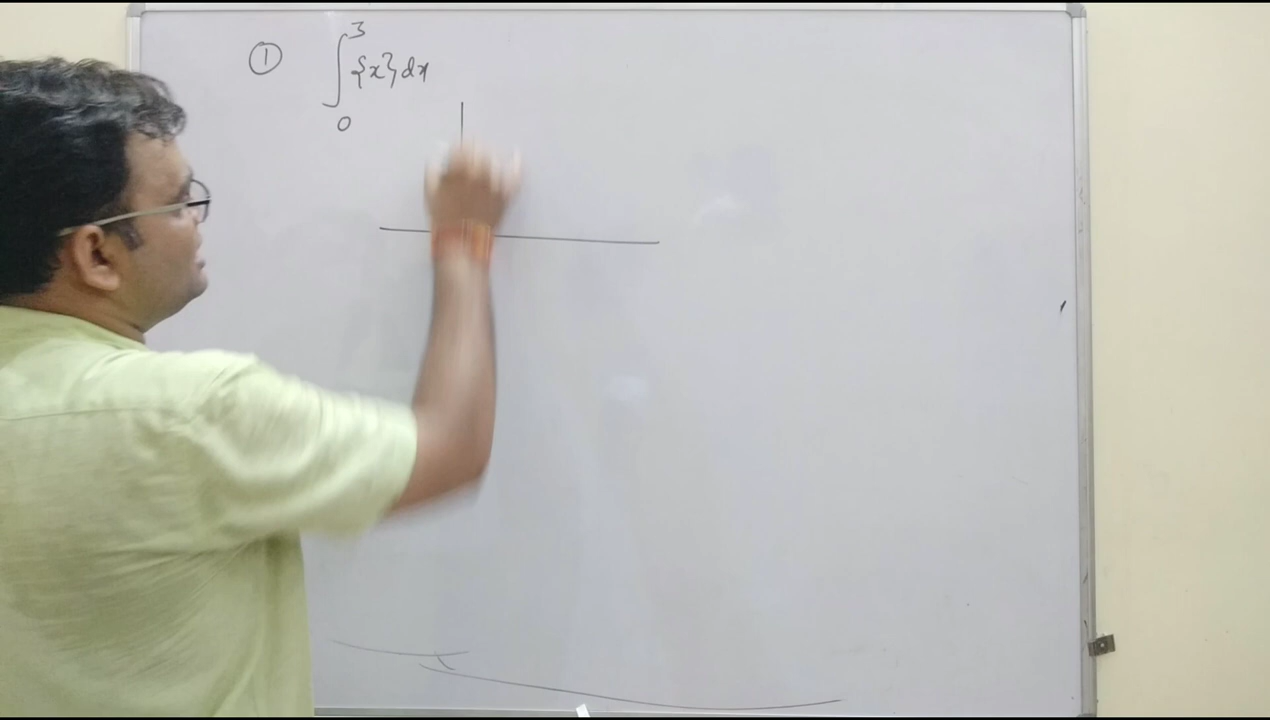 ① ∫₀³ {x} dx